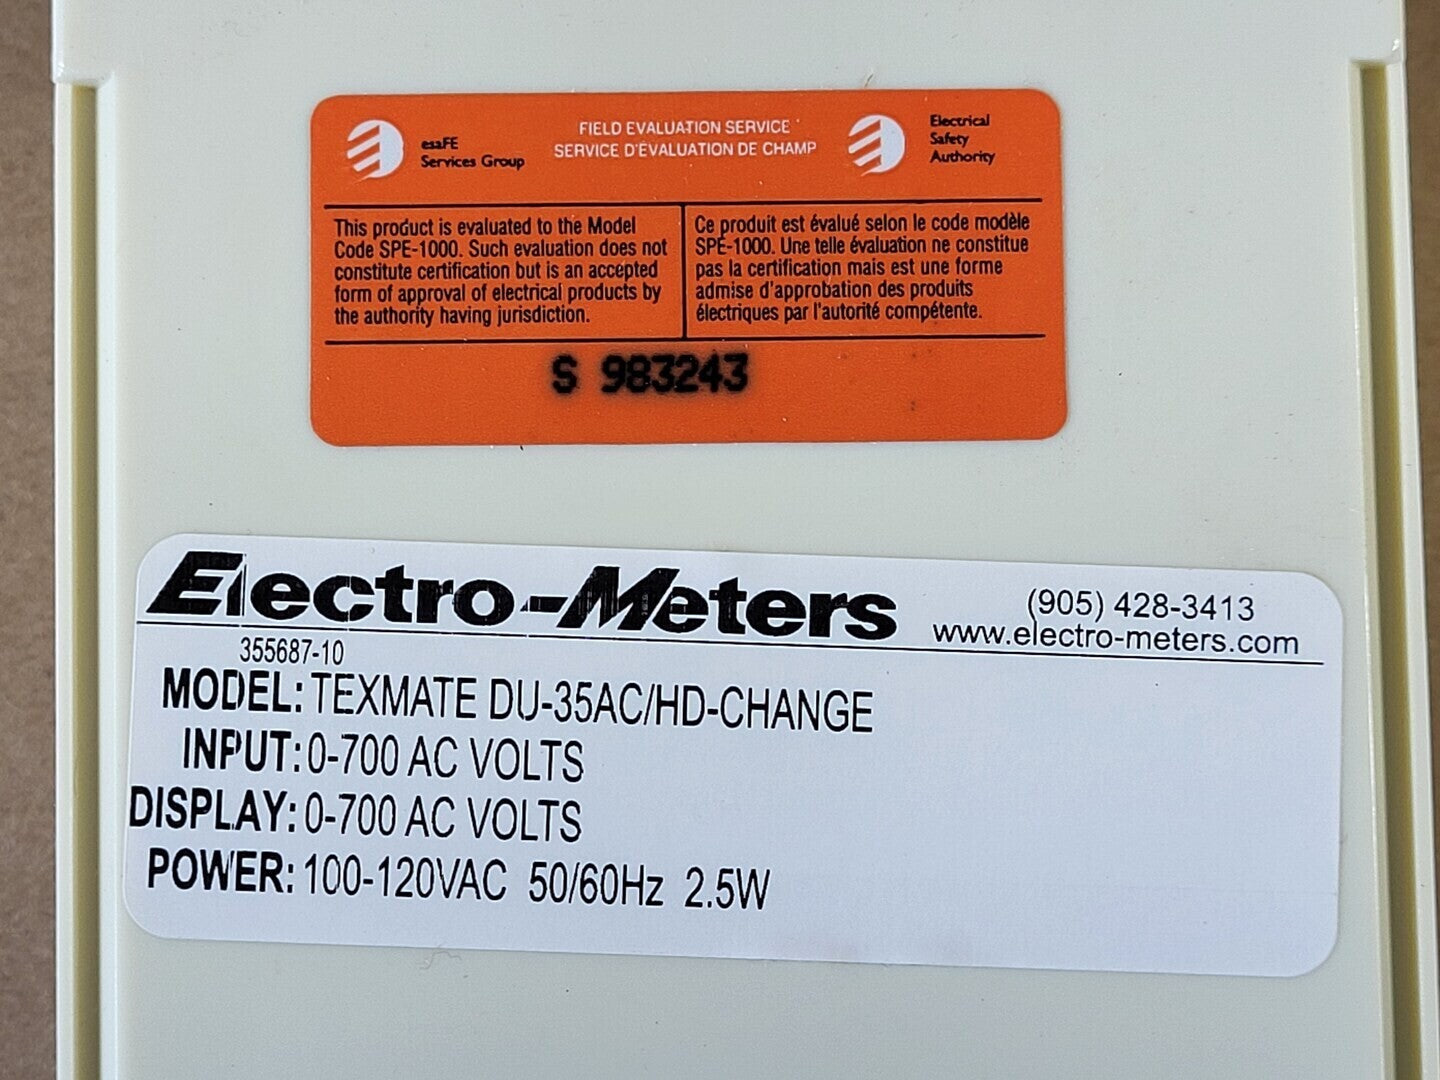 esaFE
Services Group
FIELD EVALUATION SERVICE
SERVICE D'ÉVALUATION DE CHAMP
Electrical
Safety
Authority
This product is evaluated to the Model
Code SPE-1000. Such evaluation does not
constitute certification but is an accepted
form of approval of electrical products by
the authority having jurisdiction.
Ce produit est évalué selon le code modèle
SPE-1000. Une telle évaluation ne constitue
pas la certification mais est une forme
admise d'approbation des produits
électriques par l'autorité compétente.
S 983243
Electro-Meters
(905) 428-3413
www.electro-meters.com
355687-10
MODEL: TEXMATE DU-35AC/HD-CHANGE
INPUT: 0-700 AC VOLTS
DISPLAY: 0-700 AC VOLTS
POWER: 100-120VAC 50/60Hz 2.5W